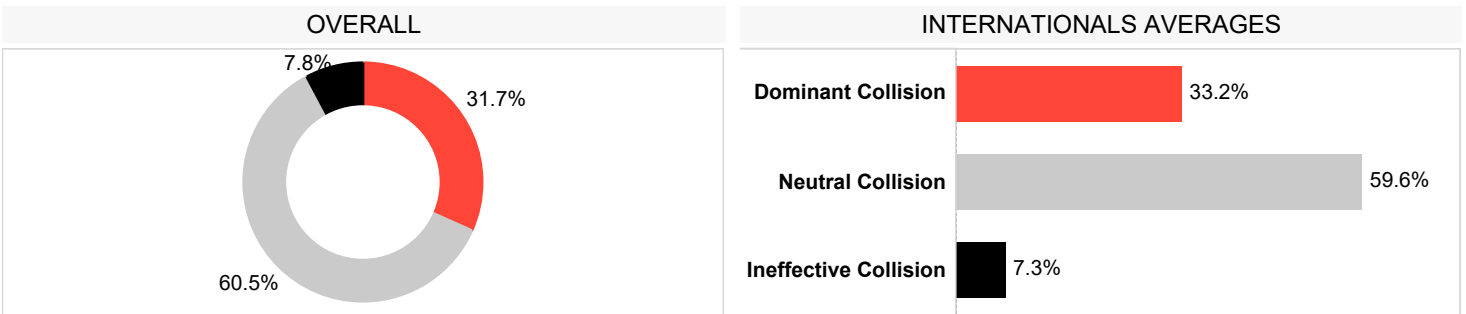 OVERALL
7.8%
31.7%
60.5%
INTERNATIONALS AVERAGES
Dominant Collision 33.2%
Neutral Collision 59.6%
Ineffective Collision 7.3%